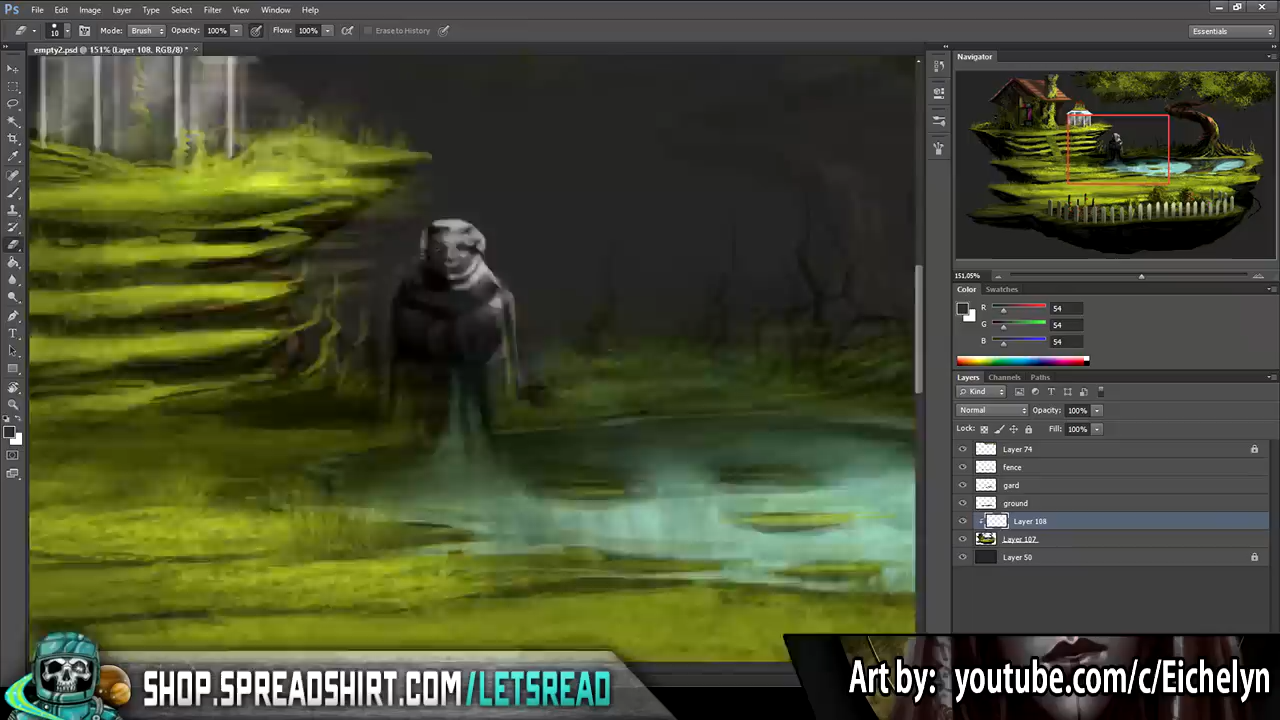 Ps File Edit Image Layer Type Select Filter View Window Help
10 Mode: Brush Opacity: 100% Flow: 100% Erase to History Essentials
empty2.psd @ 151% (Layer 108, RGB/8) * ×
Navigator
151,05%
Color Swatches
R 54
G 54
B 54
Layers Channels Paths
Kind
Normal Opacity: 100%
Lock: Fill: 100%
Layer 74
fence
gard
ground
Layer 108
Layer 107
Layer 50
SHOP.SPREADSHIRT.COM/LETSREAD
Art by: youtube.com/c/Eichelyn